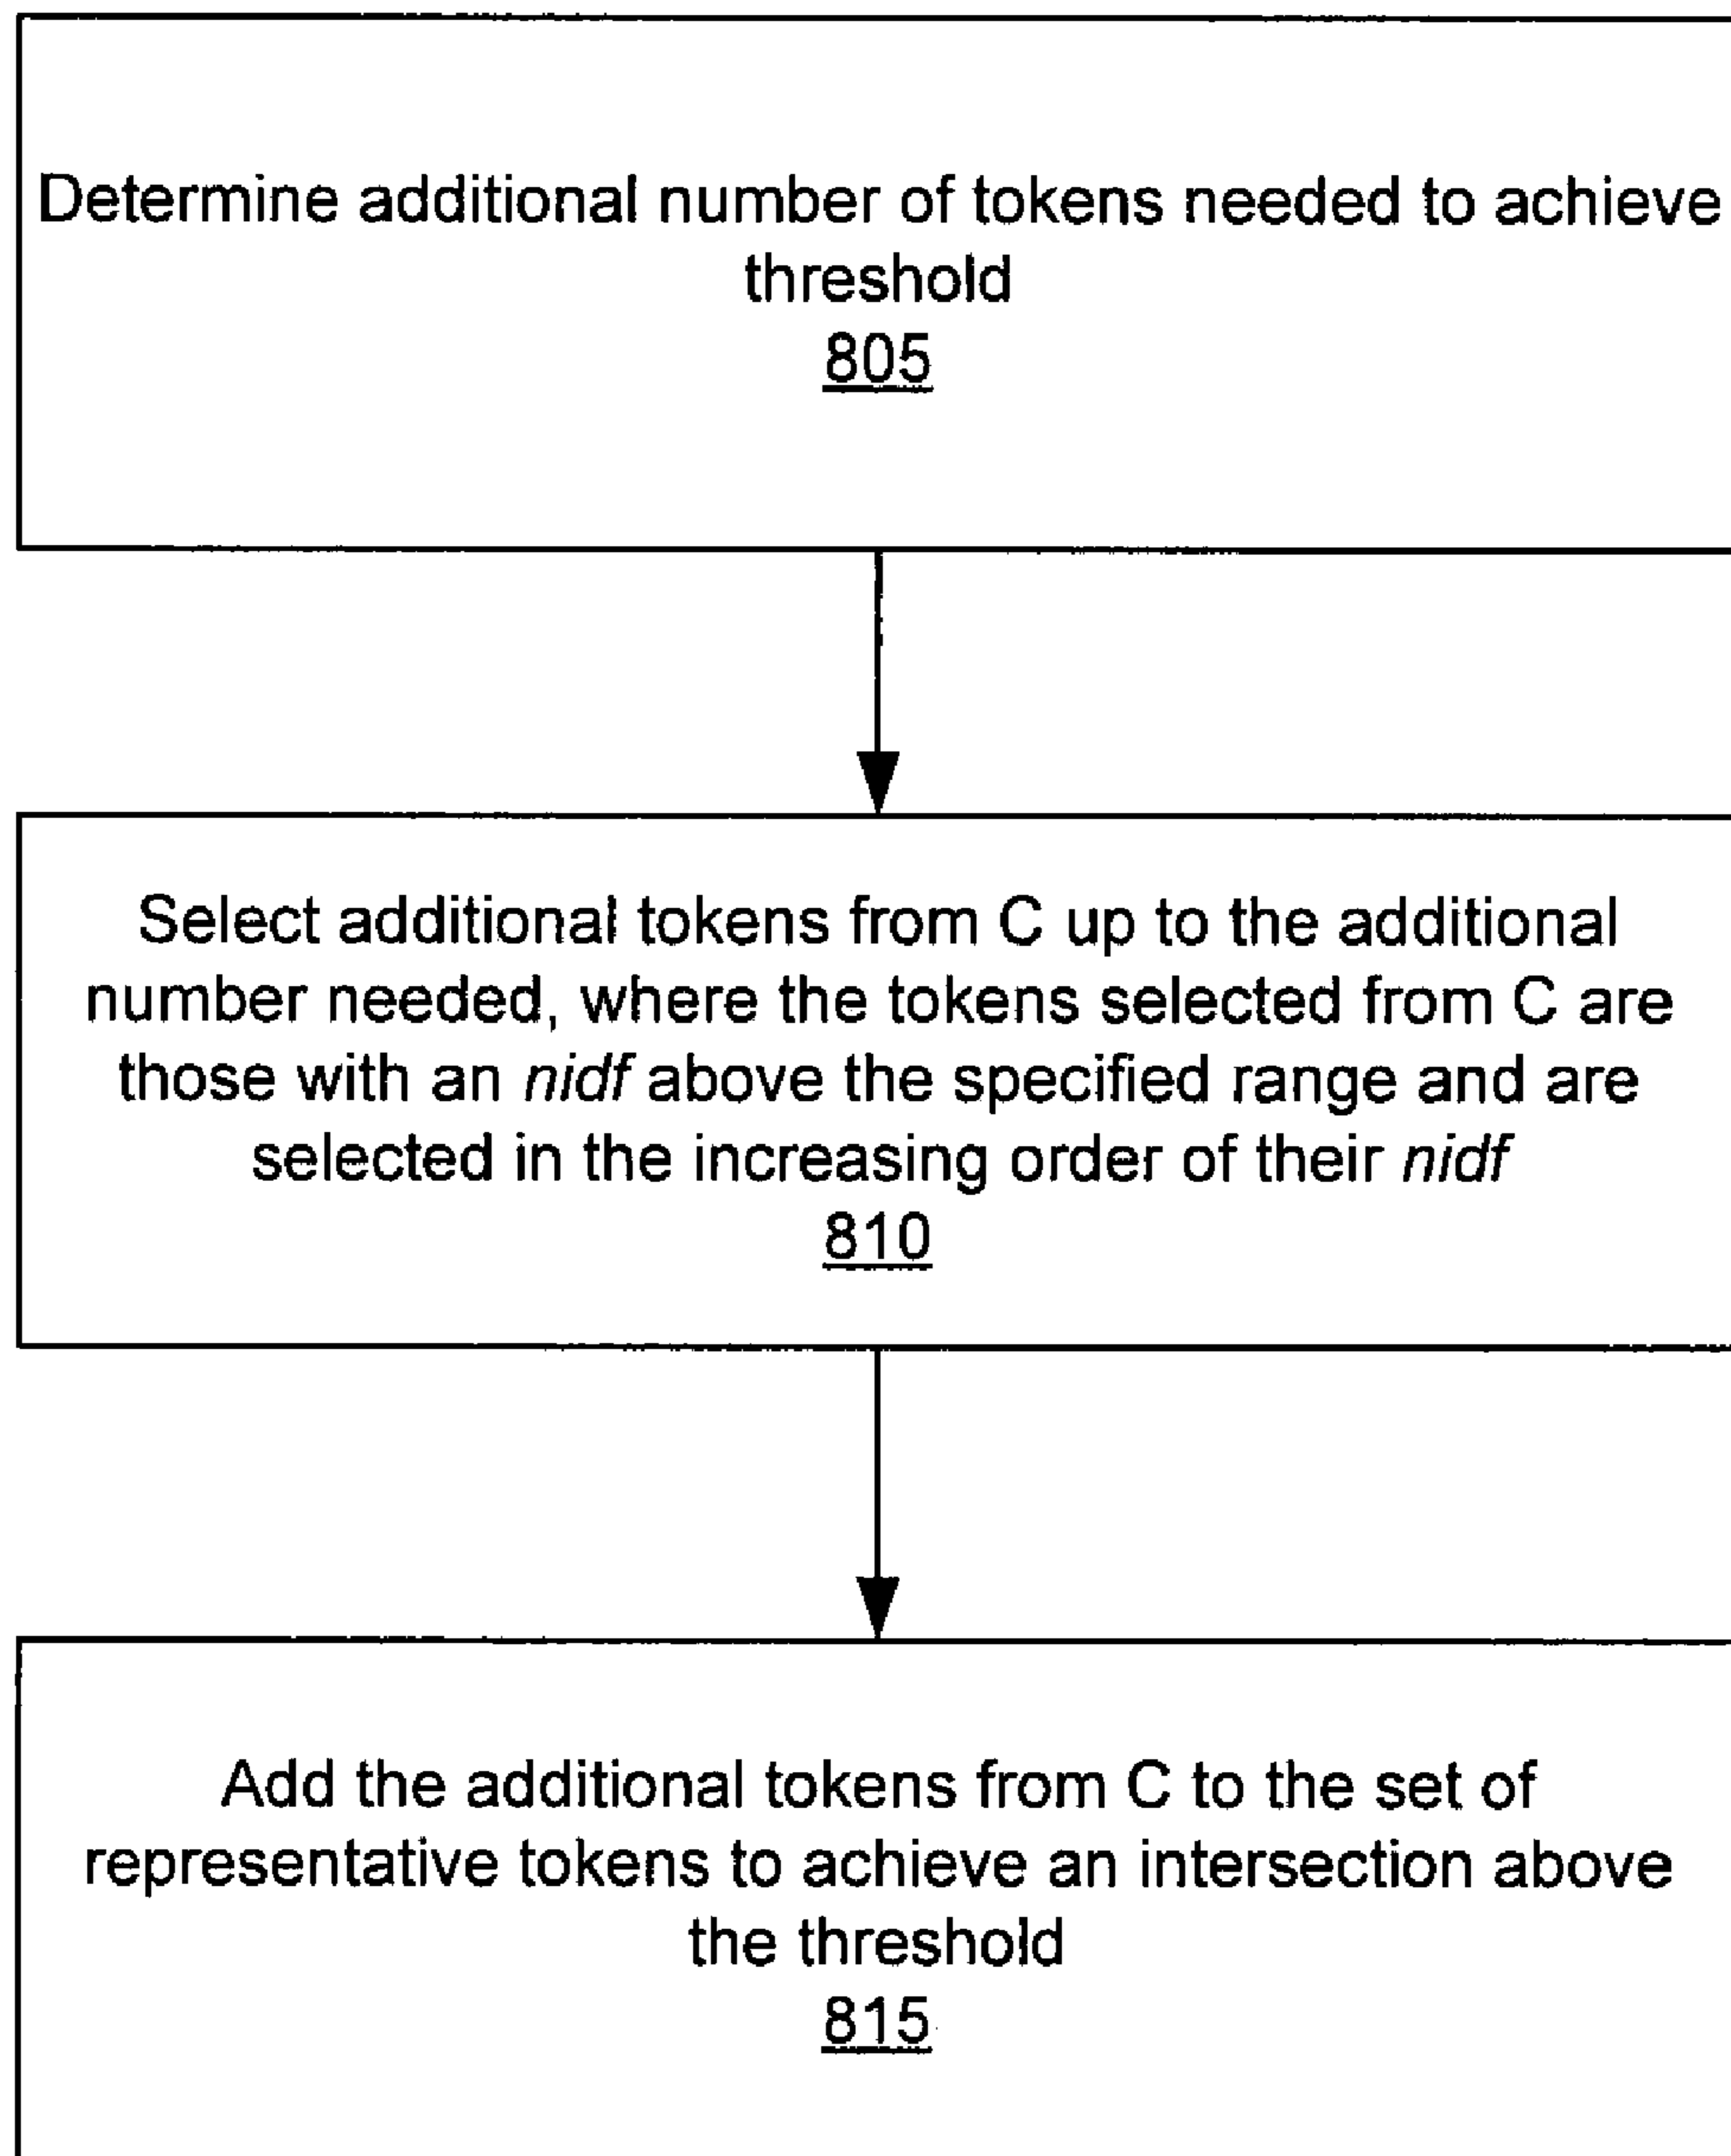 Determine additional number of tokens needed to achieve
threshold
805
Select additional tokens from C up to the additional
number needed, where the tokens selected from C are
those with an nidf above the specified range and are
selected in the increasing order of their nidf
810
Add the additional tokens from C to the set of
representative tokens to achieve an intersection above
the threshold
815